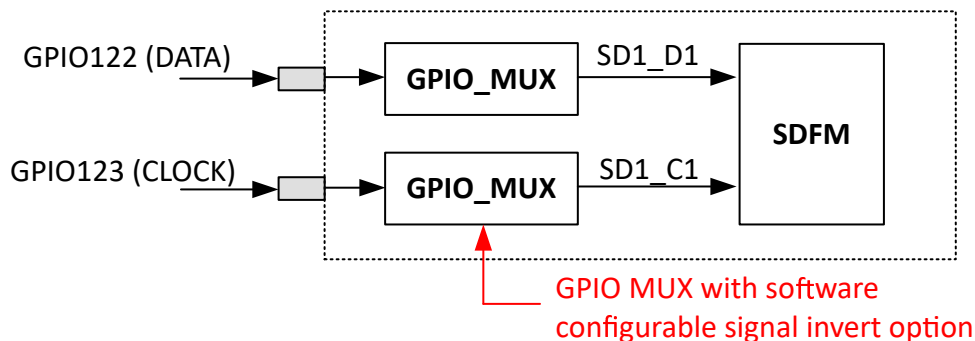 GPIO122 (DATA)
GPIO_MUX
SD1_D1
SDFM
GPIO123 (CLOCK)
GPIO_MUX
SD1_C1
GPIO MUX with software
configurable signal invert option